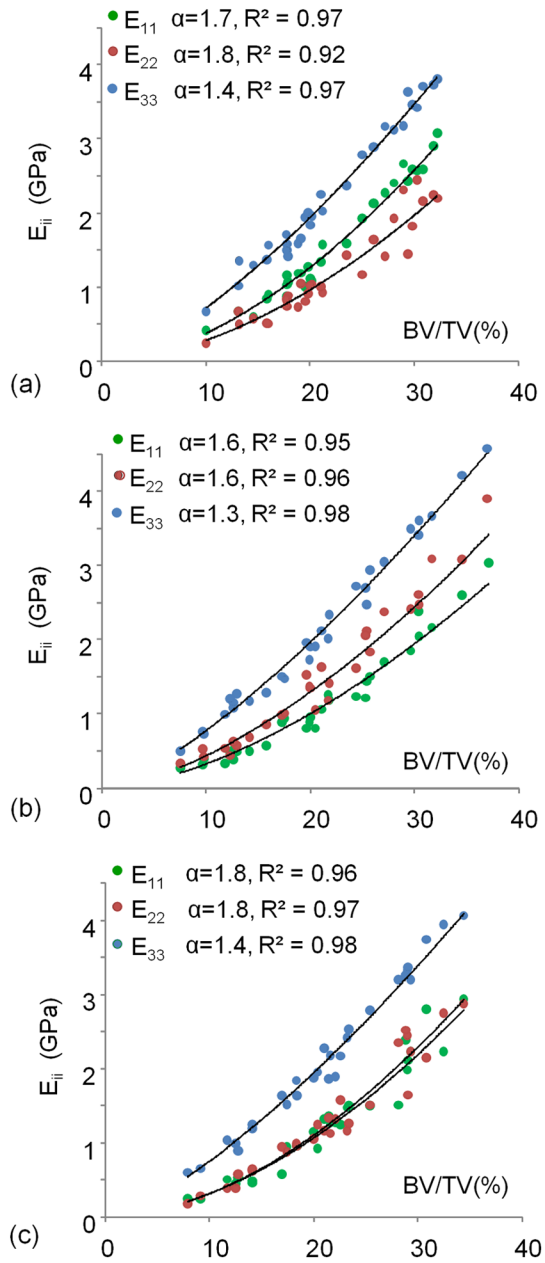 E₁₁ α=1.7, R² = 0.97
E₂₂ α=1.8, R² = 0.92
E₃₃ α=1.4, R² = 0.97
4
3
2
1
0
Eᵢᵢ (GPa)
BV/TV(%)
0 10 20 30 40
(a)
E₁₁ α=1.6, R² = 0.95
E₂₂ α=1.6, R² = 0.96
E₃₃ α=1.3, R² = 0.98
4
3
2
1
0
Eᵢᵢ (GPa)
BV/TV(%)
0 10 20 30 40
(b)
E₁₁ α=1.8, R² = 0.96
E₂₂ α=1.8, R² = 0.97
E₃₃ α=1.4, R² = 0.98
4
3
2
1
0
Eᵢᵢ (GPa)
BV/TV(%)
0 10 20 30 40
(c)